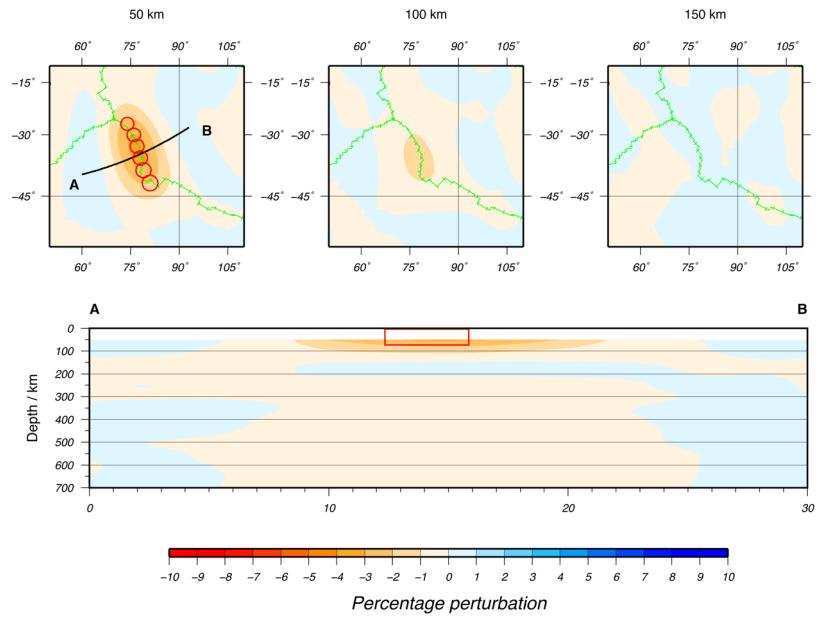 50 km 100 km 150 km
60° 75° 90° 105° 60° 75° 90° 105° 60° 75° 90° 105°
−15° −15° −15° −15°
−30° B −30° −30° −30°
A
−45° −45° −45° −45°
60° 75° 90° 105° 60° 75° 90° 105° 60° 75° 90° 105°
A B
0
100
200
300
400
500
600
700
Depth / km
0 10 20 30
−10 −9 −8 −7 −6 −5 −4 −3 −2 −1 0 1 2 3 4 5 6 7 8 9 10
Percentage perturbation